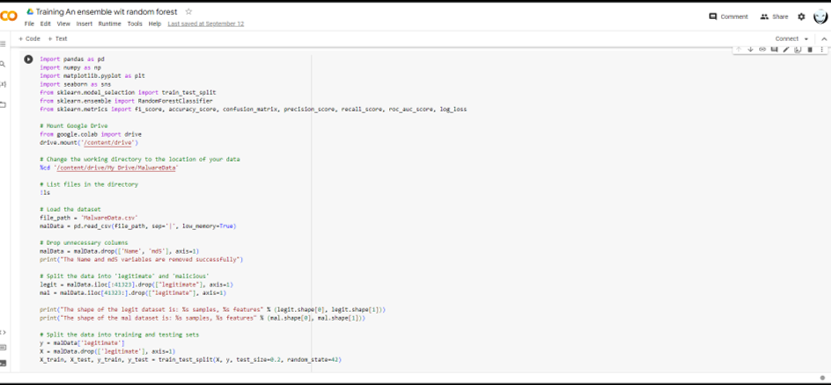 Training An ensemble wit random forest
Comment Share
File Edit View Insert Runtime Tools Help Last saved at September 12
+ Code + Text Connect
import pandas as pd
import numpy as np
import matplotlib.pyplot as plt
import seaborn as sns
from sklearn.model_selection import train_test_split
from sklearn.ensemble import RandomForestClassifier
from sklearn.metrics import f1_score, accuracy_score, confusion_matrix, precision_score, recall_score, roc_auc_score, log_loss
# Mount Google Drive
from google.colab import drive
drive.mount('/content/drive')
# Change the working directory to the location of your data
%cd '/content/drive/My Drive/MalwareData'
# List files in the directory
!ls
# Load the dataset
file_path = 'MalwareData.csv'
malData = pd.read_csv(file_path, sep='|', low_memory=True)
# Drop unnecessary columns
malData = malData.drop(['Name', 'md5'], axis=1)
print("The Name and md5 variables are removed successfully")
# Split the data into 'legitimate' and 'malicious'
legit = malData.iloc[:41323].drop(["legitimate"], axis=1)
mal = malData.iloc[41323:].drop(["legitimate"], axis=1)
print("The shape of the legit dataset is: %s samples, %s features" % (legit.shape[0], legit.shape[1]))
print("The shape of the mal dataset is: %s samples, %s features" % (mal.shape[0], mal.shape[1]))
# Split the data into training and testing sets
y = malData['legitimate']
X = malData.drop(['legitimate'], axis=1)
X_train, X_test, y_train, y_test = train_test_split(X, y, test_size=0.2, random_state=42)